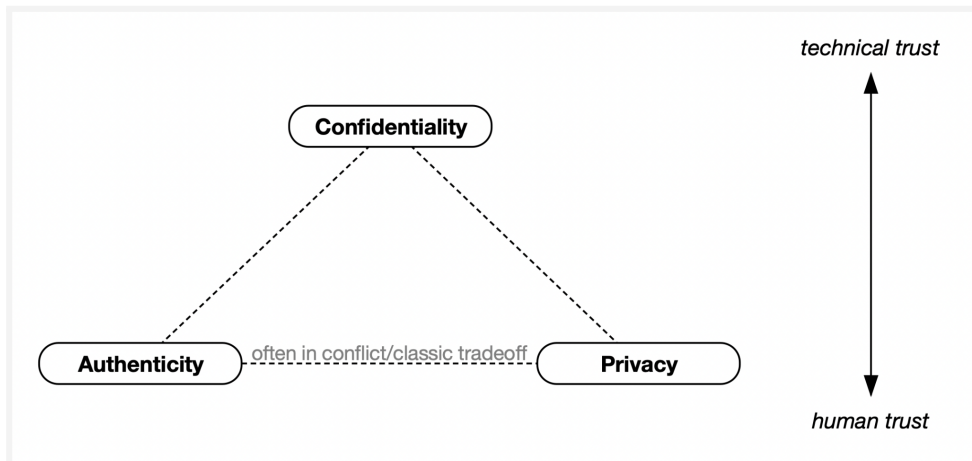 technical trust
Confidentiality
often in conflict/classic tradeoff
Authenticity
Privacy
human trust